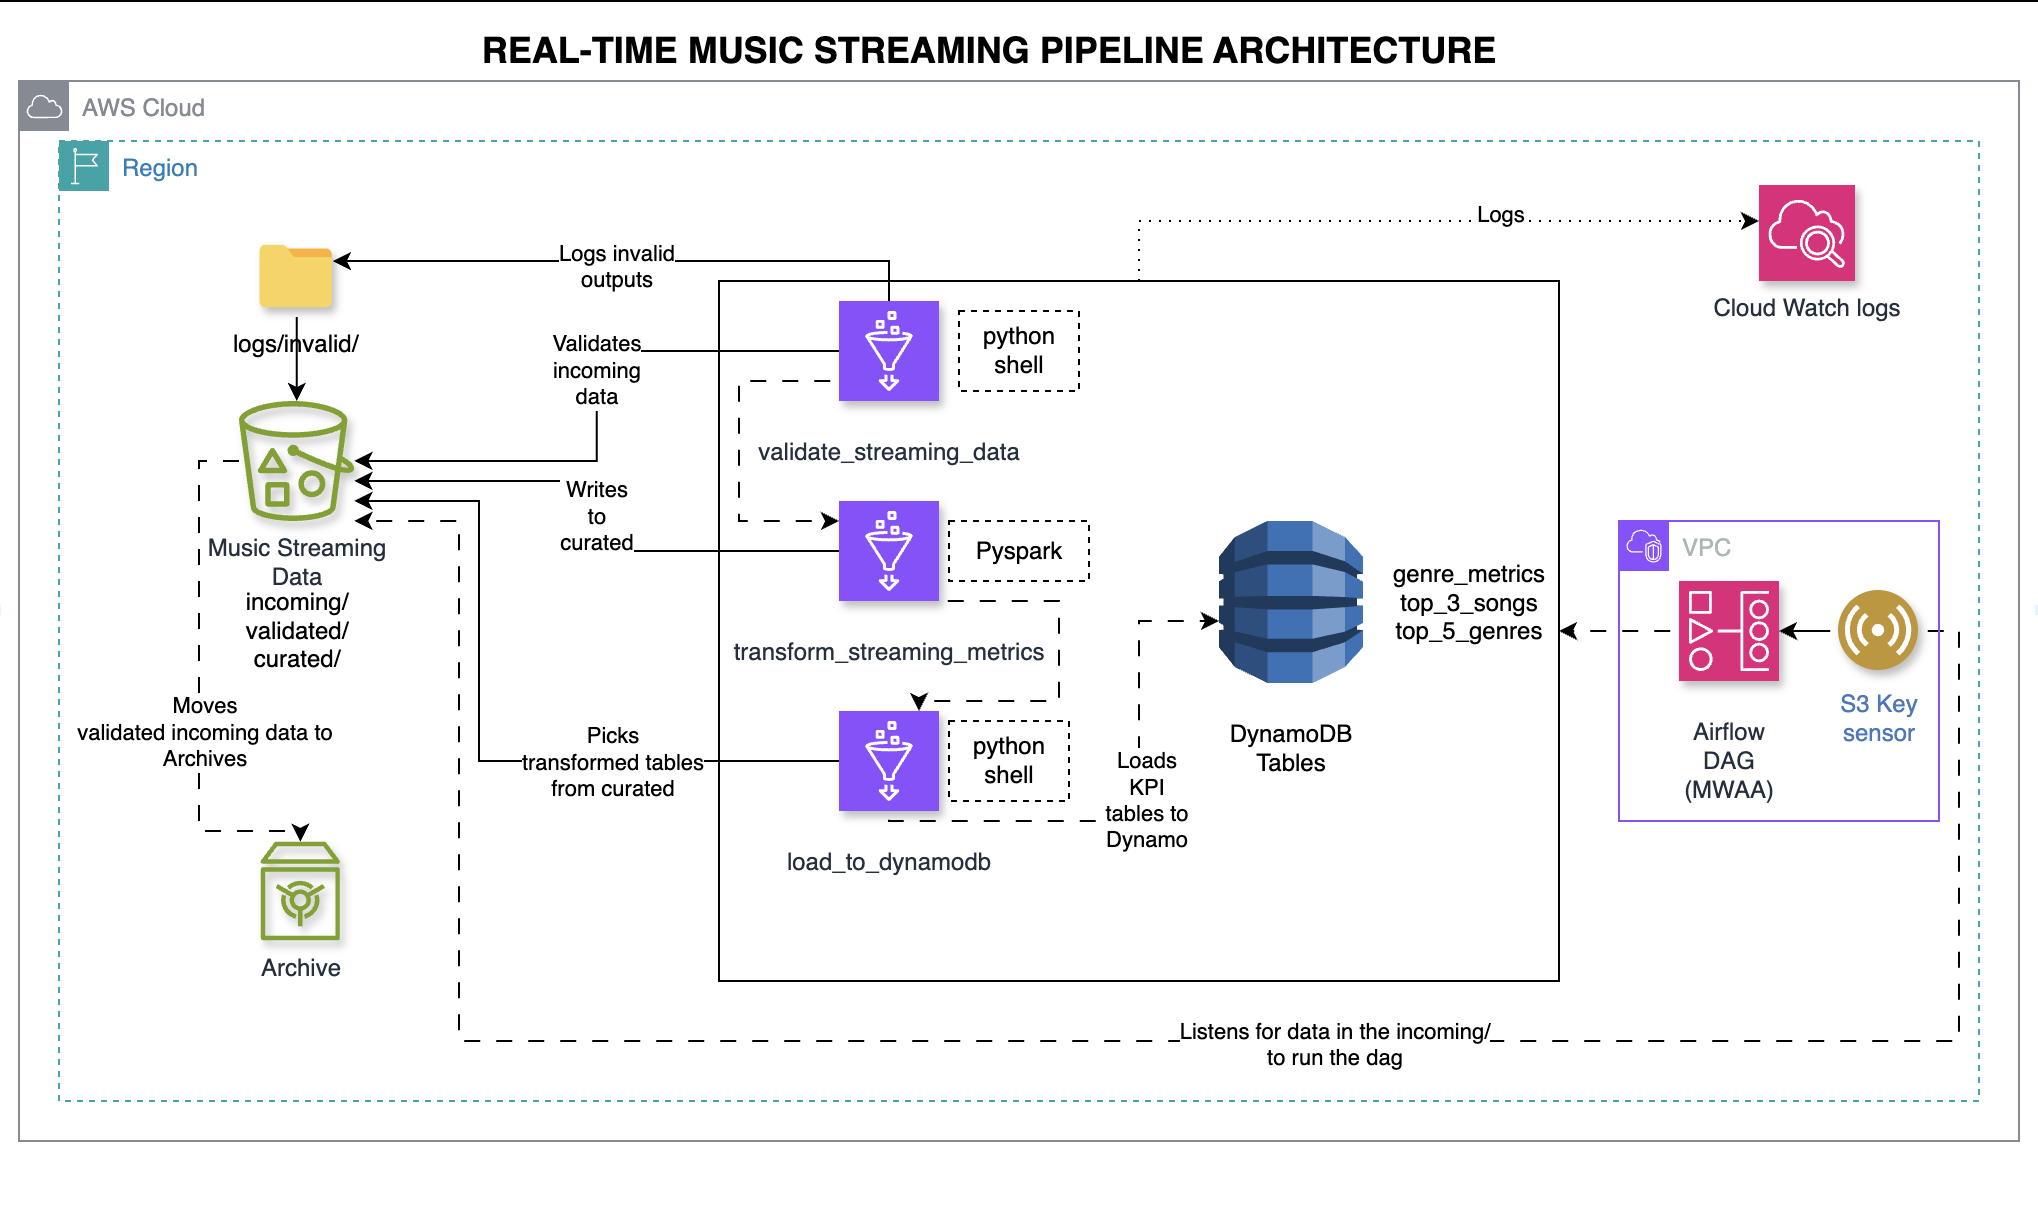 REAL-TIME MUSIC STREAMING PIPELINE ARCHITECTURE
AWS Cloud
Region
Logs
Cloud Watch logs
Logs invalid
outputs
logs/invalid/
Validates
incoming
data
python
shell
validate_streaming_data
Writes
to
curated
Pyspark
transform_streaming_metrics
Music Streaming
Data
incoming/
validated/
curated/
Moves
validated incoming data to
Archives
Archive
Picks
transformed tables
from curated
python
shell
load_to_dynamodb
Loads
KPI
tables to
Dynamo
DynamoDB
Tables
genre_metrics
top_3_songs
top_5_genres
VPC
Airflow
DAG
(MWAA)
S3 Key
sensor
Listens for data in the incoming/
to run the dag